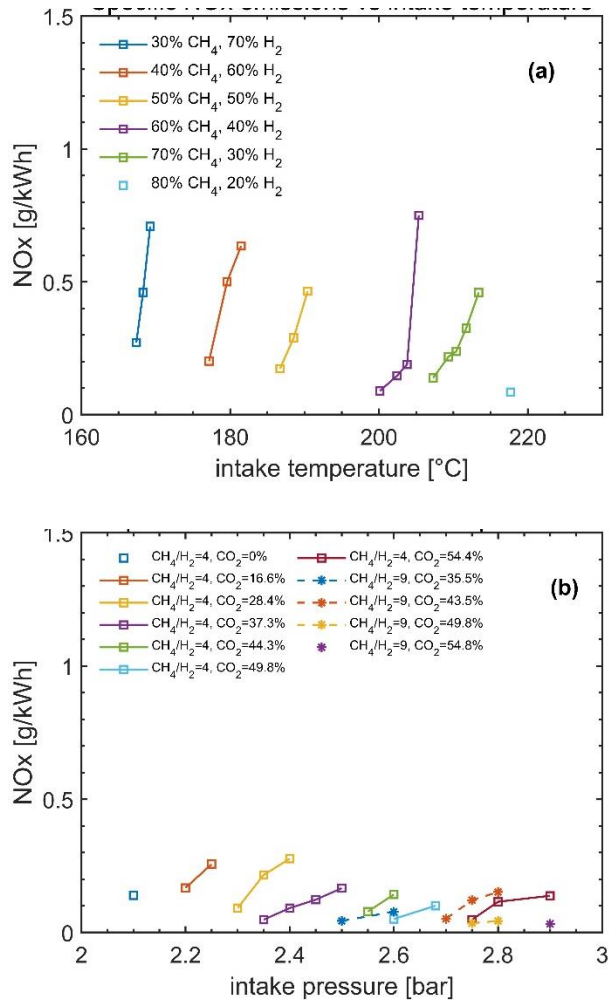 Specific NOx emissions vs intake temperature
1.5
30% CH4, 70% H2
40% CH4, 60% H2
50% CH4, 50% H2
60% CH4, 40% H2
70% CH4, 30% H2
80% CH4, 20% H2
(a)
1
0.5
0
NOx [g/kWh]
160 180 200 220
intake temperature [°C]
1.5
CH4/H2=4, CO2=0%
CH4/H2=4, CO2=16.6%
CH4/H2=4, CO2=28.4%
CH4/H2=4, CO2=37.3%
CH4/H2=4, CO2=44.3%
CH4/H2=4, CO2=49.8%
CH4/H2=4, CO2=54.4%
CH4/H2=9, CO2=35.5%
CH4/H2=9, CO2=43.5%
CH4/H2=9, CO2=49.8%
CH4/H2=9, CO2=54.8%
(b)
1
0.5
0
NOx [g/kWh]
2 2.2 2.4 2.6 2.8 3
intake pressure [bar]